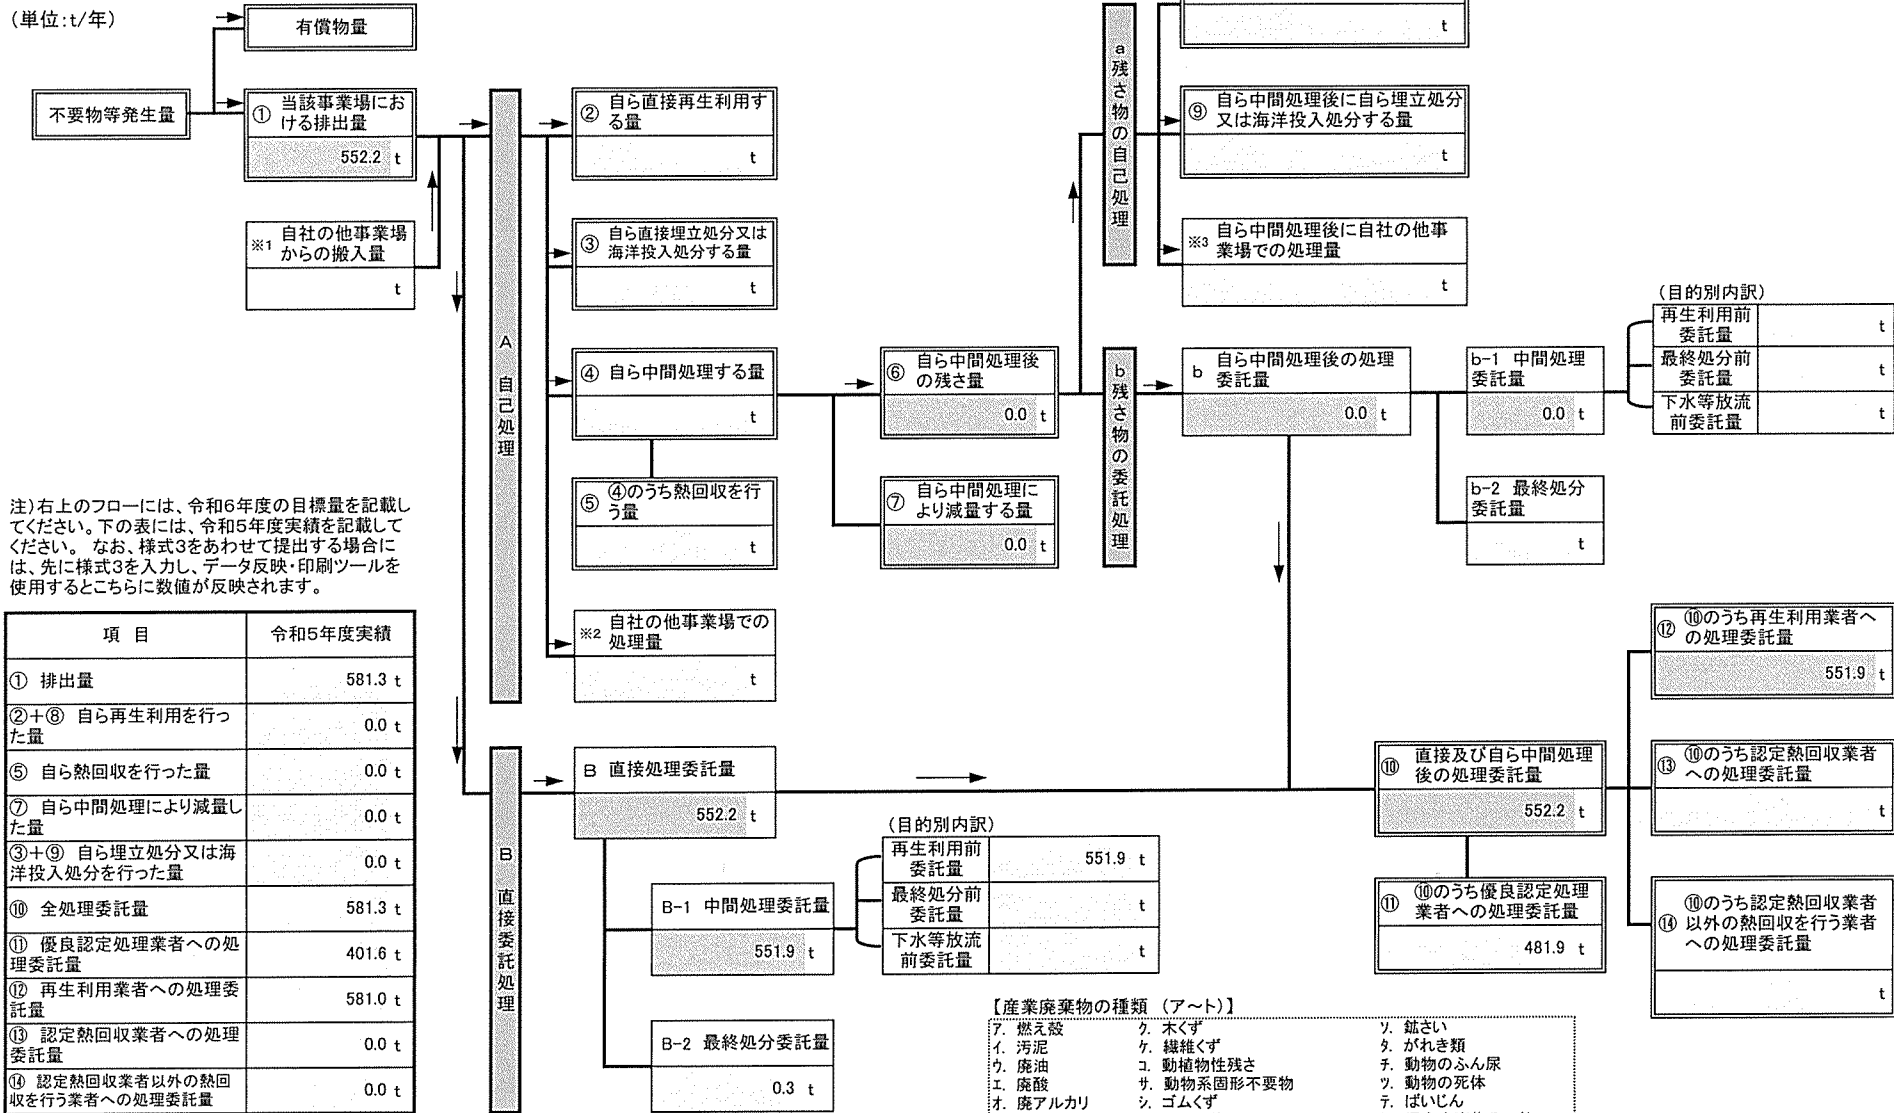 (単位:t/年)
有償物量
不要物等発生量
① 当該事業場にお
ける排出量
552.2 t
※1 自社の他事業場
からの搬入量
t
A 自己処理
② 自ら直接再生利用す
る量
t
③ 自ら直接埋立処分又は
海洋投入処分する量
t
④ 自ら中間処理する量
t
⑤ ④のうち熱回収を行
う量
t
※2 自社の他事業場での
処理量
t
⑥ 自ら中間処理後
の残さ量
0.0 t
⑦ 自ら中間処理に
より減量する量
0.0 t
a 残さ物の自己処理
t
⑨ 自ら中間処理後に自ら埋立処分
又は海洋投入処分する量
t
※3 自ら中間処理後に自社の他事
業場での処理量
t
b 残さ物の委託処理
b 自ら中間処理後の処理
委託量
0.0 t
b-1 中間処理
委託量
0.0 t
b-2 最終処分
委託量
t
(目的別内訳)
再生利用前
委託量 t
最終処分前
委託量 t
下水等放流
前委託量 t
注)右上のフローには、令和6年度の目標量を記載し
てください。下の表には、令和5年度実績を記載して
ください。 なお、様式3をあわせて提出する場合に
は、先に様式3を入力し、データ反映・印刷ツールを
使用するとこちらに数値が反映されます。
項 目 令和5年度実績
① 排出量 581.3 t
②+⑧ 自ら再生利用を行っ
た量 0.0 t
⑤ 自ら熱回収を行った量 0.0 t
⑦ 自ら中間処理により減量し
た量 0.0 t
③+⑨ 自ら埋立処分又は海
洋投入処分を行った量 0.0 t
⑩ 全処理委託量 581.3 t
⑪ 優良認定処理業者への処
理委託量 401.6 t
⑫ 再生利用業者への処理委
託量 581.0 t
⑬ 認定熱回収業者への処理
委託量 0.0 t
⑭ 認定熱回収業者以外の熱回
収を行う業者への処理委託量 0.0 t
B 直接委託処理
B 直接処理委託量
552.2 t
B-1 中間処理委託量
551.9 t
B-2 最終処分委託量
0.3 t
(目的別内訳)
再生利用前
委託量 551.9 t
最終処分前
委託量 t
下水等放流
前委託量 t
⑩ 直接及び自ら中間処理
後の処理委託量
552.2 t
⑪ ⑩のうち優良認定処理
業者への処理委託量
481.9 t
⑫ ⑩のうち再生利用業者へ
の処理委託量
551.9 t
⑬ ⑩のうち認定熱回収業者
への処理委託量
t
⑭ ⑩のうち認定熱回収業者
以外の熱回収を行う業者
への処理委託量
t
【産業廃棄物の種類 (ア～ト)】
ア. 燃え殻 ク. 木くず ソ. 鉱さい
イ. 汚泥 ケ. 繊維くず タ. がれき類
ウ. 廃油 コ. 動植物性残さ チ. 動物のふん尿
エ. 廃酸 サ. 動物系固形不要物 ツ. 動物の死体
オ. 廃アルカリ シ. ゴムくず テ. ばいじん